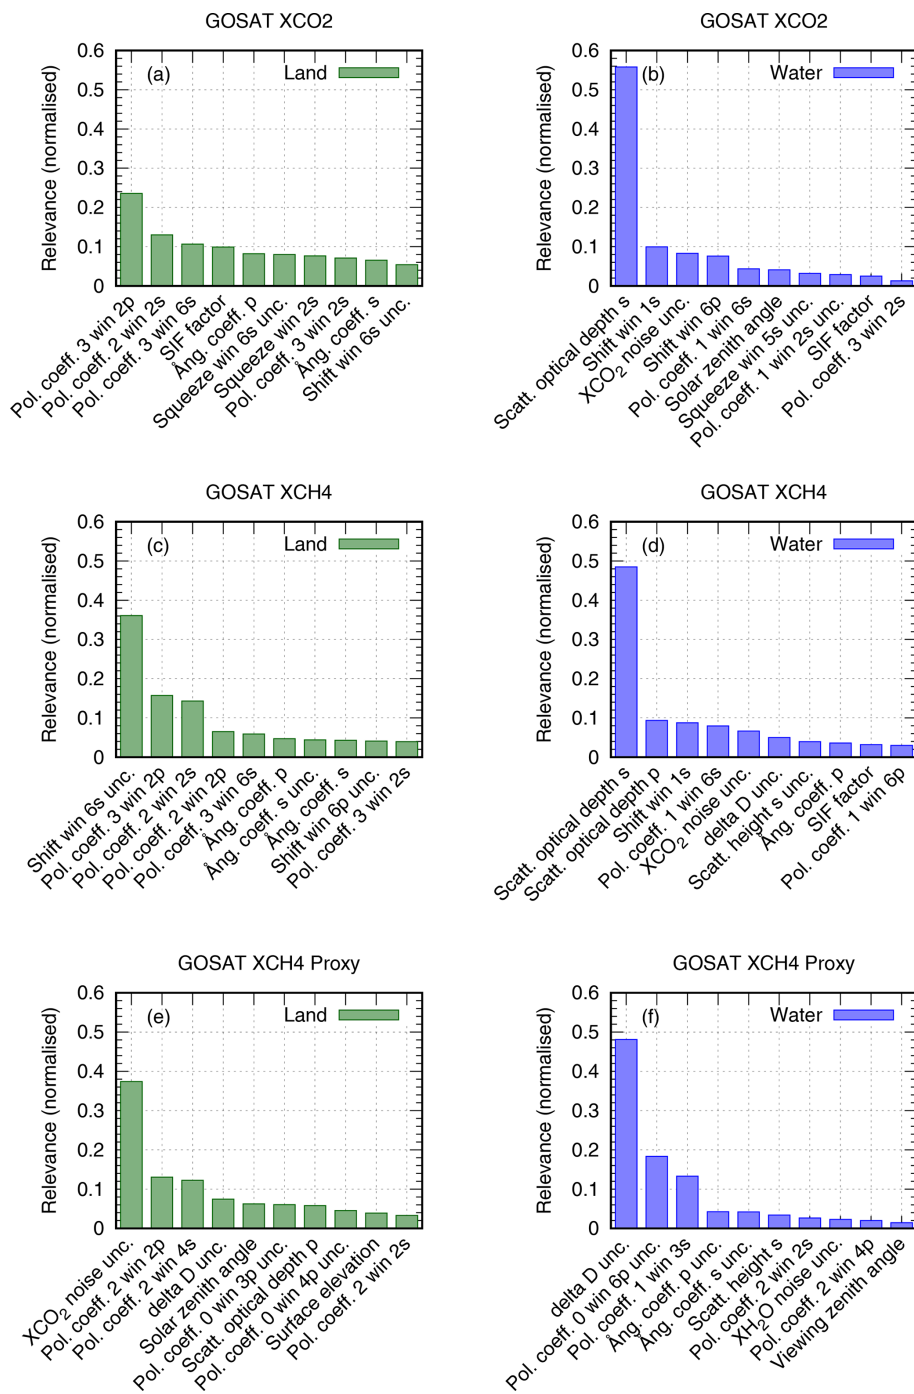 GOSAT XCO2
Relevance (normalised)
0.6
0.5
0.4
0.3
0.2
0.1
0
(a)
Land
Pol. coeff. 3 win 2p
Pol. coeff. 2 win 2s
Pol. coeff. 3 win 6s
SIF factor
Ång. coeff. p
Squeeze win 6s unc.
Squeeze win 2s
Pol. coeff. 3 win 2s
Ång. coeff. s
Shift win 6s unc.
GOSAT XCO2
Relevance (normalised)
0.6
0.5
0.4
0.3
0.2
0.1
0
(b)
Water
Scatt. optical depth s
Shift win 1s
XCO₂ noise unc.
Shift win 6p
Pol. coeff. 1 win 6s
Solar zenith angle
Squeeze win 5s unc.
Pol. coeff. 1 win 2s unc.
SIF factor
Pol. coeff. 3 win 2s
GOSAT XCH4
Relevance (normalised)
0.6
0.5
0.4
0.3
0.2
0.1
0
(c)
Land
Shift win 6s unc.
Pol. coeff. 3 win 2p
Pol. coeff. 2 win 2s
Pol. coeff. 2 win 2p
Pol. coeff. 3 win 6s
Ång. coeff. p
Ång. coeff. s unc.
Ång. coeff. s
Shift win 6p unc.
Pol. coeff. 3 win 2s
GOSAT XCH4
Relevance (normalised)
0.6
0.5
0.4
0.3
0.2
0.1
0
(d)
Water
Scatt. optical depth s
Scatt. optical depth p
Shift win 1s
Pol. coeff. 1 win 6s
XCO₂ noise unc.
delta D unc.
Scatt. height s unc.
Ång. coeff. p
SIF factor
Pol. coeff. 1 win 6p
GOSAT XCH4 Proxy
Relevance (normalised)
0.6
0.5
0.4
0.3
0.2
0.1
0
(e)
Land
XCO₂ noise unc.
Pol. coeff. 2 win 2p
Pol. coeff. 2 win 4s
delta D unc.
Solar zenith angle
Pol. coeff. 0 win 3p unc.
Scatt. optical depth p
Pol. coeff. 0 win 4p unc.
Surface elevation
Pol. coeff. 2 win 2s
GOSAT XCH4 Proxy
Relevance (normalised)
0.6
0.5
0.4
0.3
0.2
0.1
0
(f)
Water
delta D unc.
Pol. coeff. 0 win 6p unc.
Pol. coeff. 1 win 3s
Ång. coeff. p unc.
Ång. coeff. s unc.
Scatt. height s
Pol. coeff. 2 win 2s
XH₂O noise unc.
Pol. coeff. 2 win 4p
Viewing zenith angle